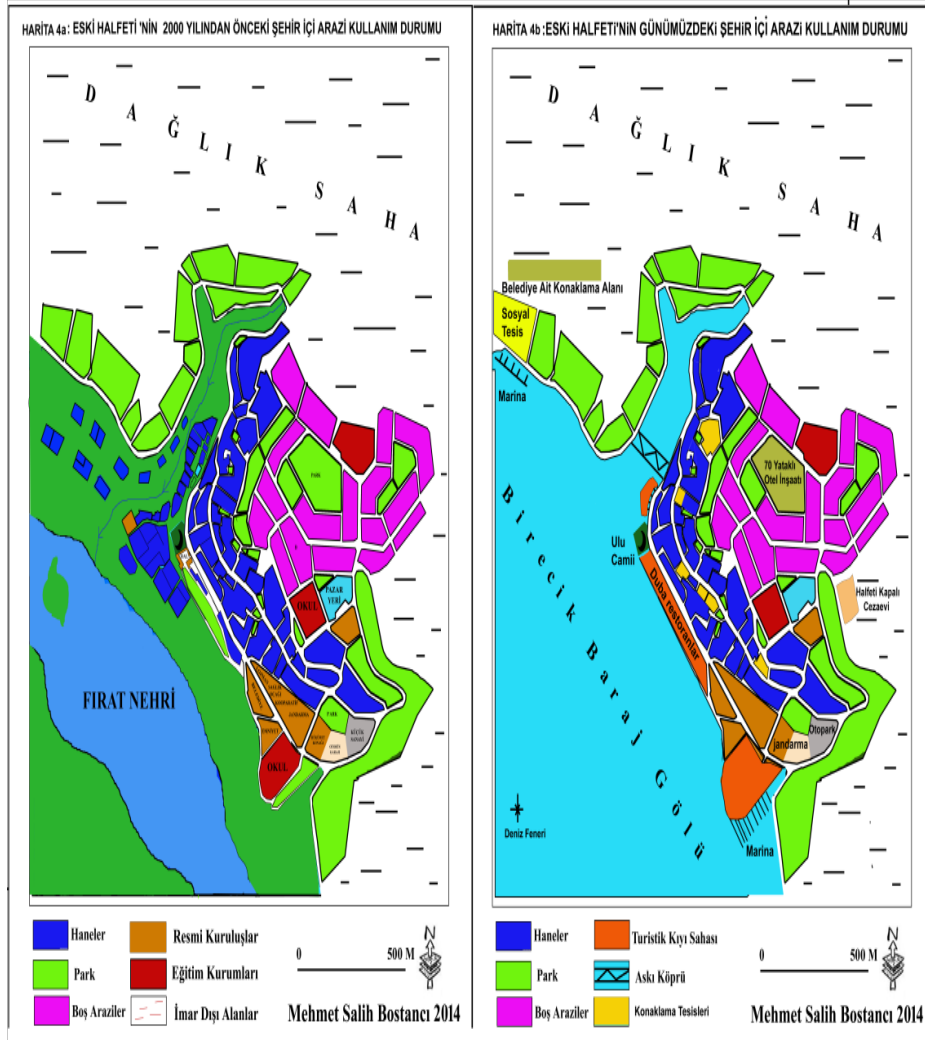 HARİTA 4a: ESKİ HALFETİ 'NİN 2000 YILINDAN ÖNCEKİ ŞEHİR İÇİ ARAZİ KULLANIM DURUMU
DAĞLIK SAHA
PARK
OKUL
PAZAR
YERİ
FIRAT NEHRİ
JANDARMA
PARK
OKUL
Haneler
Park
Boş Araziler
Resmi Kuruluşlar
Eğitim Kurumları
İmar Dışı Alanlar
N
0 500 M
Mehmet Salih Bostancı 2014
HARİTA 4b :ESKİ HALFETİ'NİN GÜNÜMÜZDEKİ ŞEHİR İÇİ ARAZİ KULLANIM DURUMU
DAĞLIK SAHA
Belediye Ait Konaklama Alanı
Sosyal
Tesis
Marina
70 Yataklı
Otel İnşaatı
Ulu
Camii
Duba restoranlar
Halfeti Kapalı
Cezaevi
Birecik Baraj Gölü
Otopark
jandarma
Deniz Feneri
Marina
Haneler
Park
Boş Araziler
Turistik Kıyı Sahası
Askı Köprü
Konaklama Tesisleri
N
0 500 M
Mehmet Salih Bostancı 2014